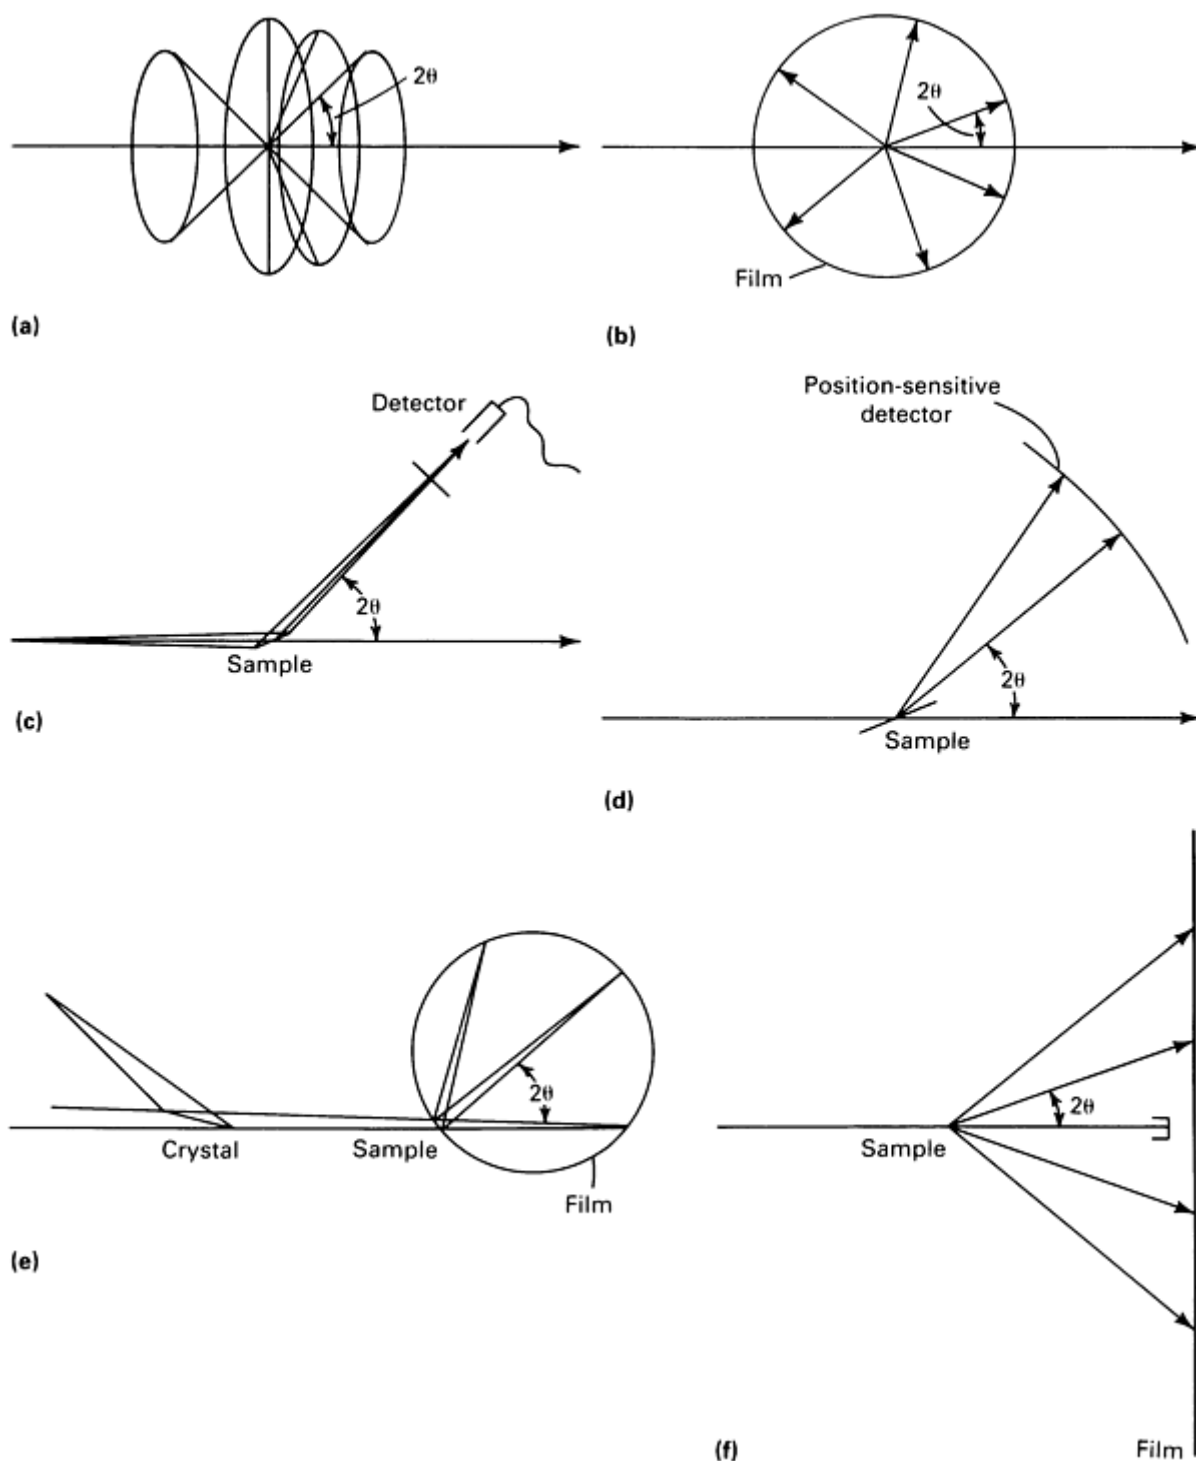 2θ
(a)
2θ
Film
(b)
Detector
2θ
Sample
(c)
Position-sensitive
detector
2θ
Sample
(d)
2θ
Crystal
Sample
Film
(e)
2θ
Sample
(f)
Film